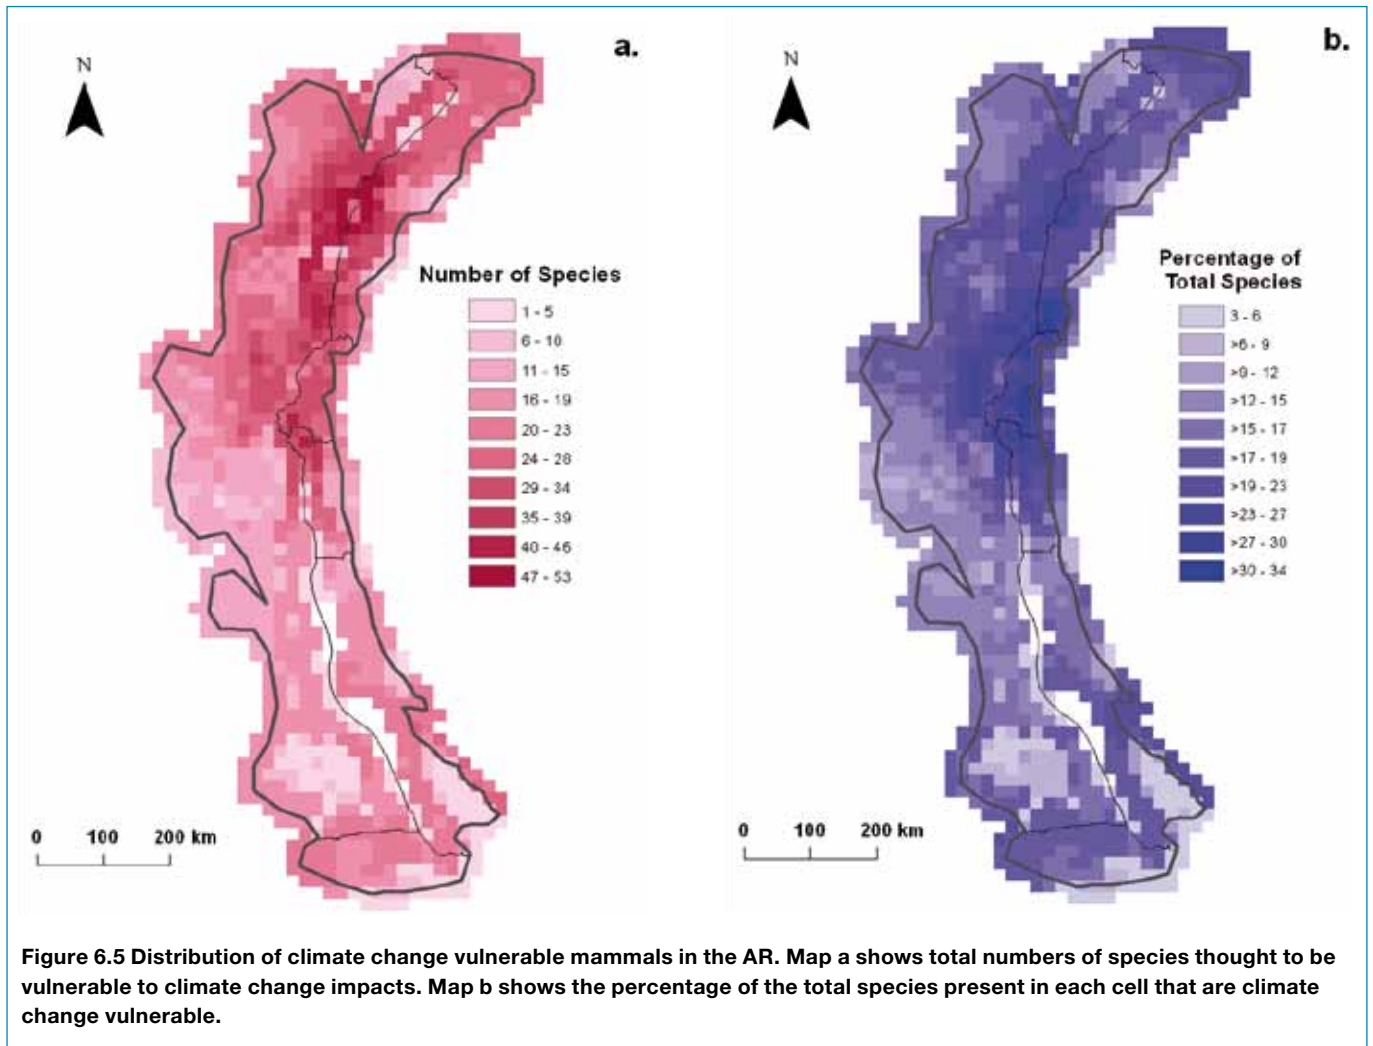 a.
N
Number of Species
1 - 5
6 - 10
11 - 15
16 - 19
20 - 23
24 - 28
29 - 34
35 - 39
40 - 46
47 - 53
0 100 200 km
b.
N
Percentage of
Total Species
3 - 6
>6 - 9
>9 - 12
>12 - 15
>15 - 17
>17 - 19
>19 - 23
>23 - 27
>27 - 30
>30 - 34
0 100 200 km
Figure 6.5 Distribution of climate change vulnerable mammals in the AR. Map a shows total numbers of species thought to be
vulnerable to climate change impacts. Map b shows the percentage of the total species present in each cell that are climate
change vulnerable.